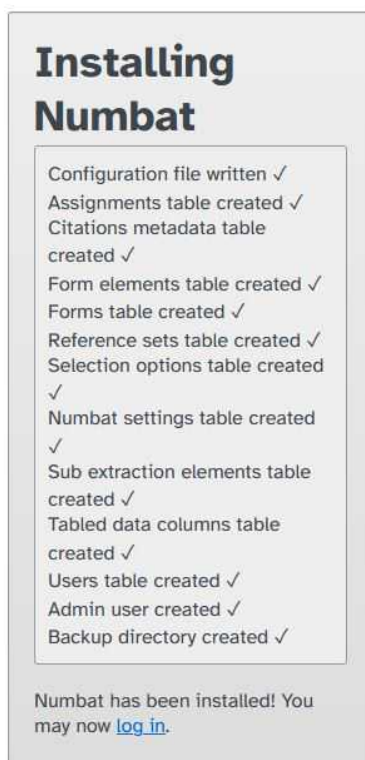 Installing
Numbat
Configuration file written ✓
Assignments table created ✓
Citations metadata table
created ✓
Form elements table created ✓
Forms table created ✓
Reference sets table created ✓
Selection options table created
✓
Numbat settings table created
✓
Sub extraction elements table
created ✓
Tabled data columns table
created ✓
Users table created ✓
Admin user created ✓
Backup directory created ✓
Numbat has been installed! You
may now log in.